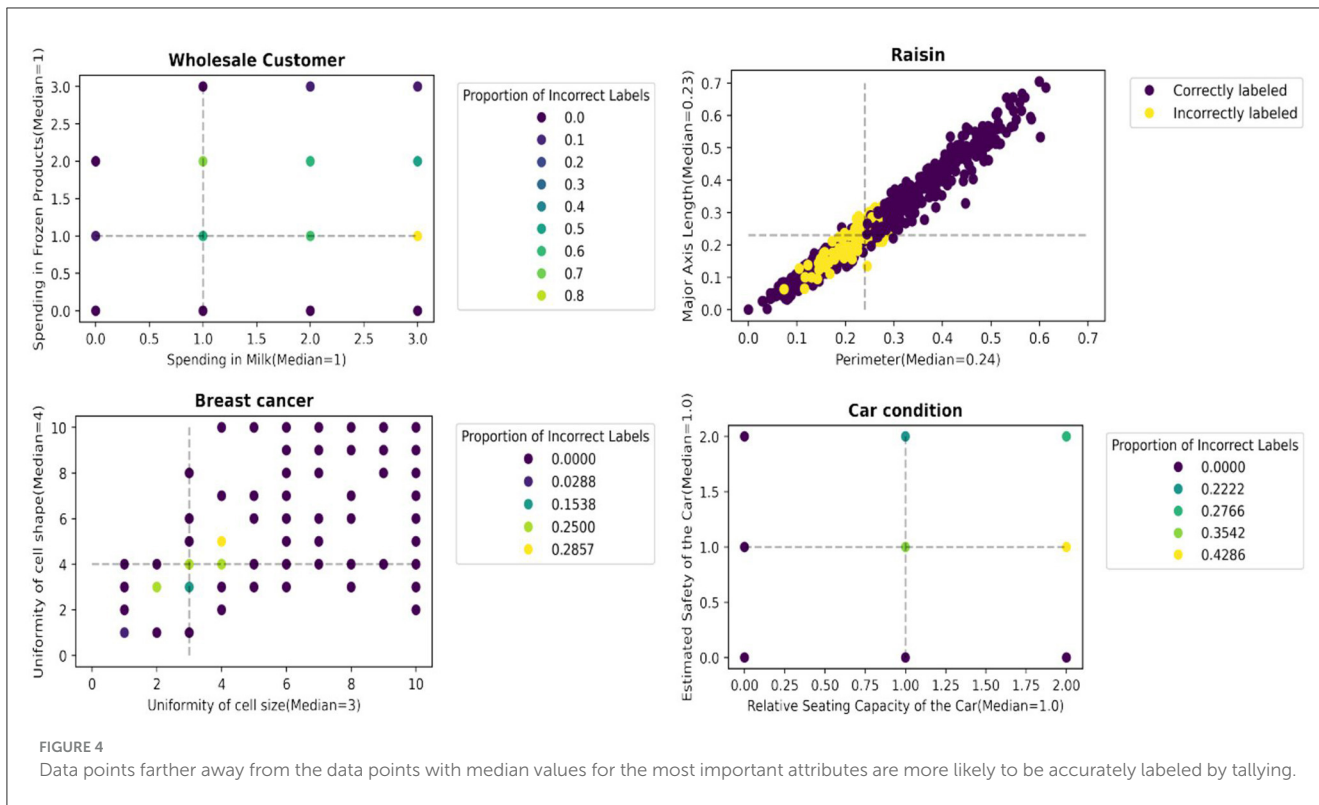 Wholesale Customer
Spending in Frozen Products(Median=1)
3.0
2.5
2.0
1.5
1.0
0.5
0.0
0.0 0.5 1.0 1.5 2.0 2.5 3.0
Spending in Milk(Median=1)
Proportion of Incorrect Labels
0.0
0.1
0.2
0.3
0.4
0.5
0.6
0.7
0.8
Raisin
Major Axis Length(Median=0.23)
0.7
0.6
0.5
0.4
0.3
0.2
0.1
0.0
0.0 0.1 0.2 0.3 0.4 0.5 0.6 0.7
Perimeter(Median=0.24)
Correctly labeled
Incorrectly labeled
Breast cancer
Uniformity of cell shape(Median=4)
10
8
6
4
2
0
0 2 4 6 8 10
Uniformity of cell size(Median=3)
Proportion of Incorrect Labels
0.0000
0.0288
0.1538
0.2500
0.2857
Car condition
Estimated Safety of the Car(Median=1.0)
2.0
1.5
1.0
0.5
0.0
0.00 0.25 0.50 0.75 1.00 1.25 1.50 1.75 2.00
Relative Seating Capacity of the Car(Median=1.0)
Proportion of Incorrect Labels
0.0000
0.2222
0.2766
0.3542
0.4286
FIGURE 4
Data points farther away from the data points with median values for the most important attributes are more likely to be accurately labeled by tallying.